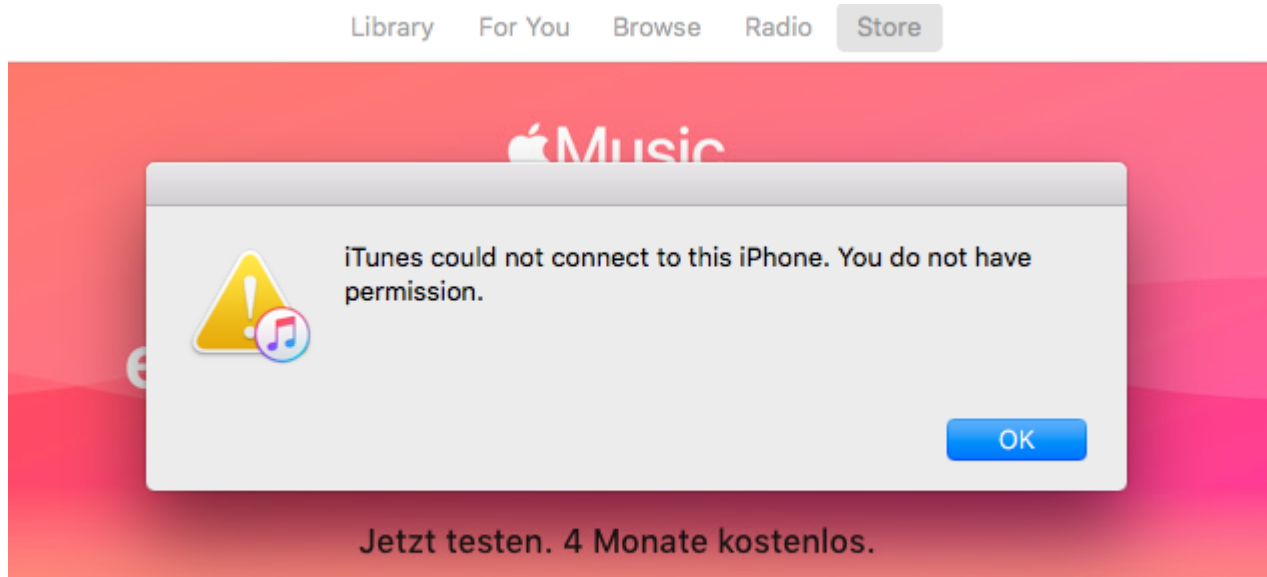 Library For You Browse Radio Store
Music
iTunes could not connect to this iPhone. You do not have
permission.
OK
Jetzt testen. 4 Monate kostenlos.